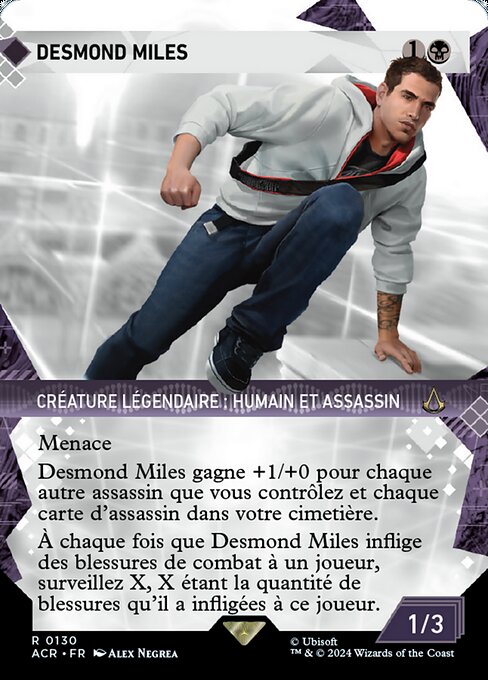 DESMOND MILES
1
CRÉATURE LÉGENDAIRE : HUMAIN ET ASSASSIN
Menace
Desmond Miles gagne +1/+0 pour chaque
autre assassin que vous contrôlez et chaque
carte d'assassin dans votre cimetière.
À chaque fois que Desmond Miles inflige
des blessures de combat à un joueur,
surveillez X, X étant la quantité de
blessures qu'il a infligées à ce joueur.
1/3
R 0130
ACR • FR Alex Negrea
© Ubisoft
™ & © 2024 Wizards of the Coast